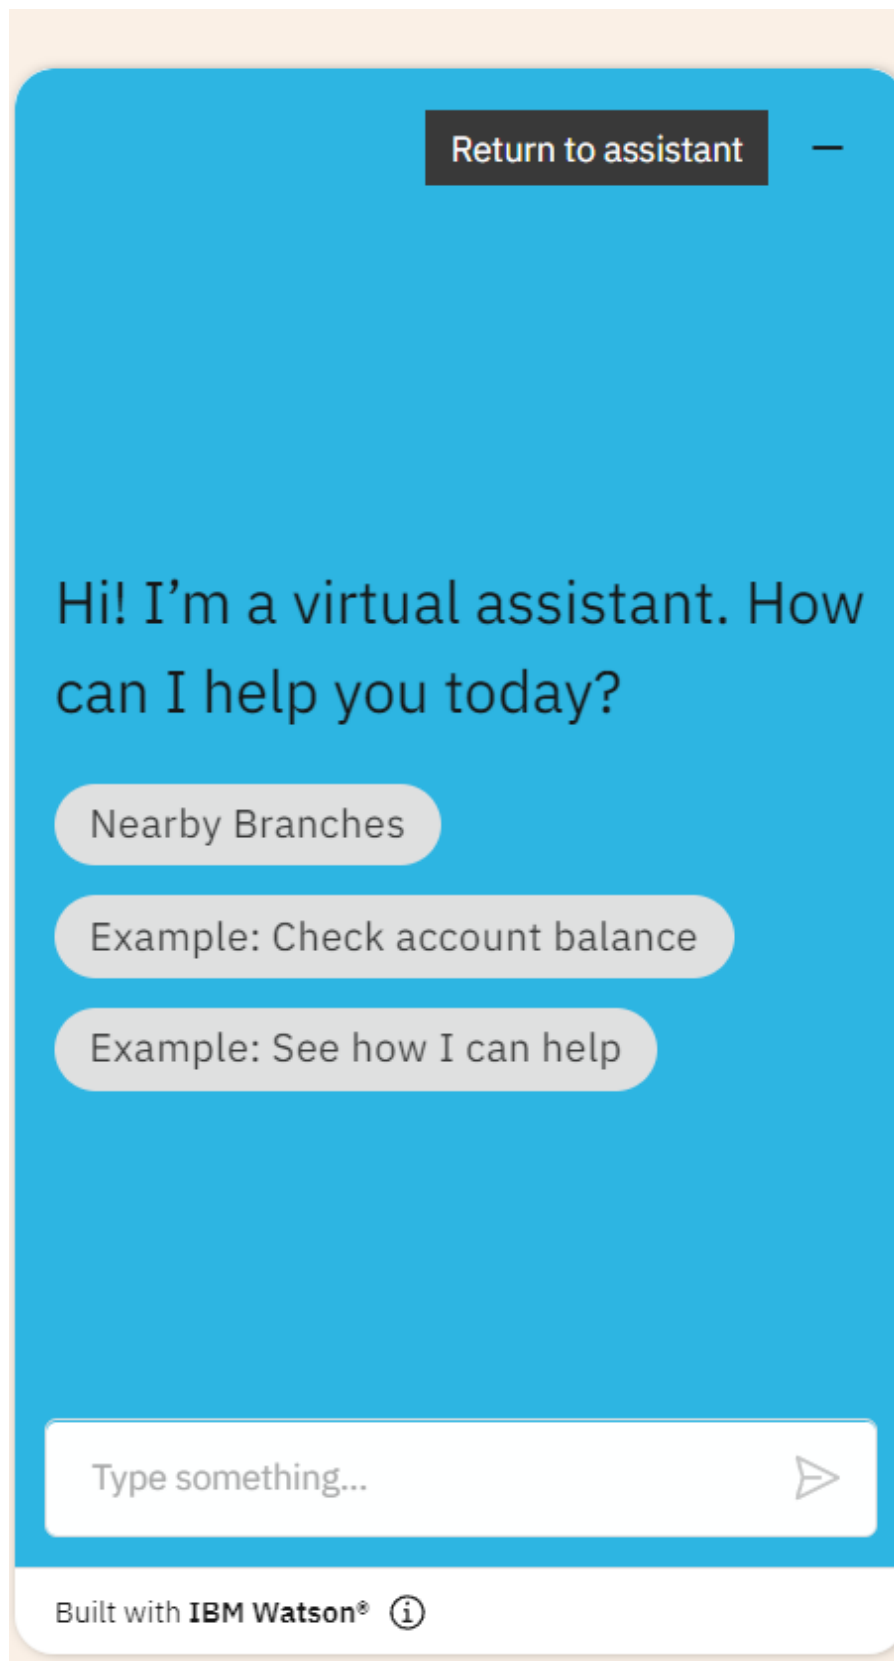 Return to assistant
Hi! I’m a virtual assistant. How
can I help you today?
Nearby Branches
Example: Check account balance
Example: See how I can help
Type something...
Built with IBM Watson®